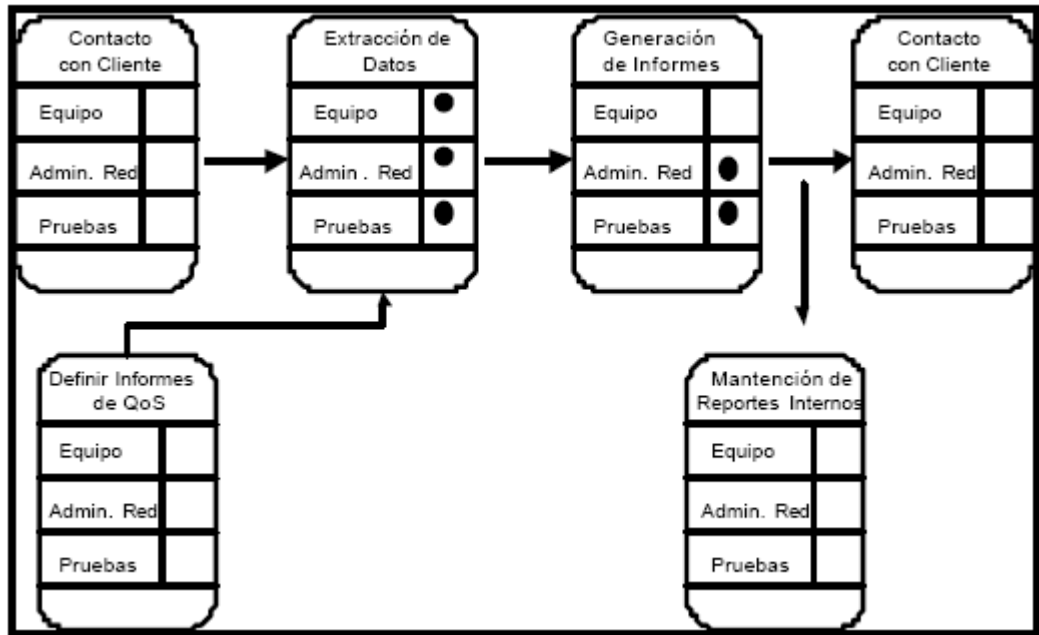 Contacto
con Cliente
Equipo
Admin. Red
Pruebas
Extracción de
Datos
Equipo
Admin . Red
Pruebas
Generación
de Informes
Equipo
Admin. Red
Pruebas
Contacto
con Cliente
Equipo
Admin. Red
Pruebas
Definir Informes
de QoS
Equipo
Admin. Red
Pruebas
Mantención de
Reportes Internos
Equipo
Admin. Red
Pruebas